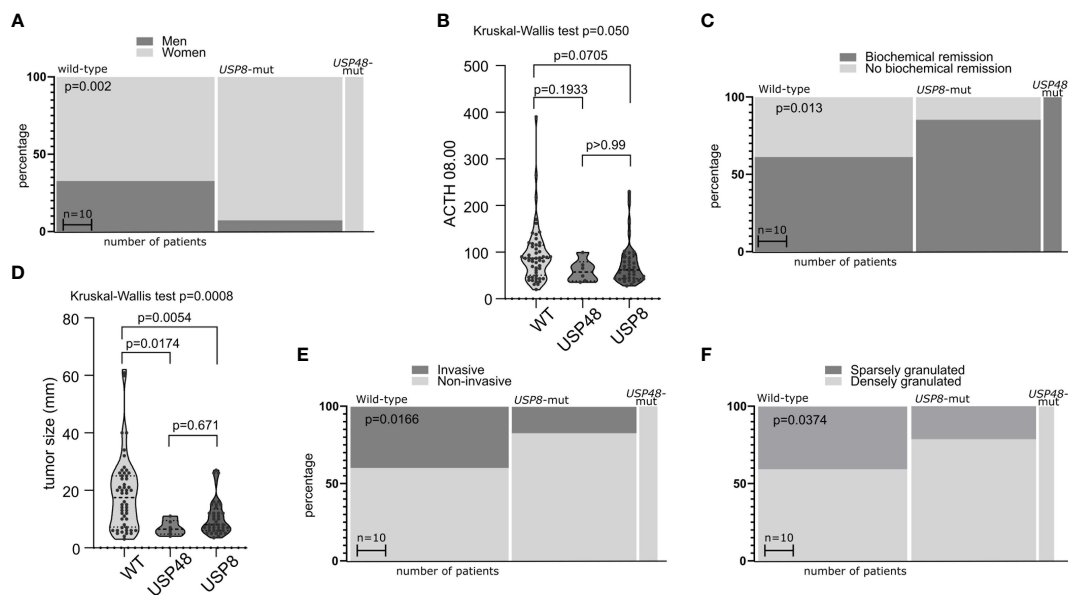 A
Men
Women
wild-type
USP8-mut
USP48-
mut
p=0.002
100
50
0
percentage
n=10
number of patients
B
Kruskal-Wallis test p=0.050
p=0.0705
p=0.1933
p>0.99
500
400
300
200
100
0
ACTH 08.00
WT
USP48
USP8
C
Biochemical remission
No biochemical remission
Wild-type
USP8-mut
USP48-
mut
p=0.013
100
50
0
percentage
n=10
number of patients
D
Kruskal-Wallis test p=0.0008
p=0.0054
p=0.0174
p=0.671
80
60
40
20
0
tumor size (mm)
WT
USP48
USP8
E
Invasive
Non-invasive
Wild-type
USP8-mut
USP48-
mut
p=0.0166
100
50
0
percentage
n=10
number of patients
F
Sparsely granulated
Densely granulated
Wild-type
USP8-mut
USP48-
mut
p=0.0374
100
50
0
percentage
n=10
number of patients